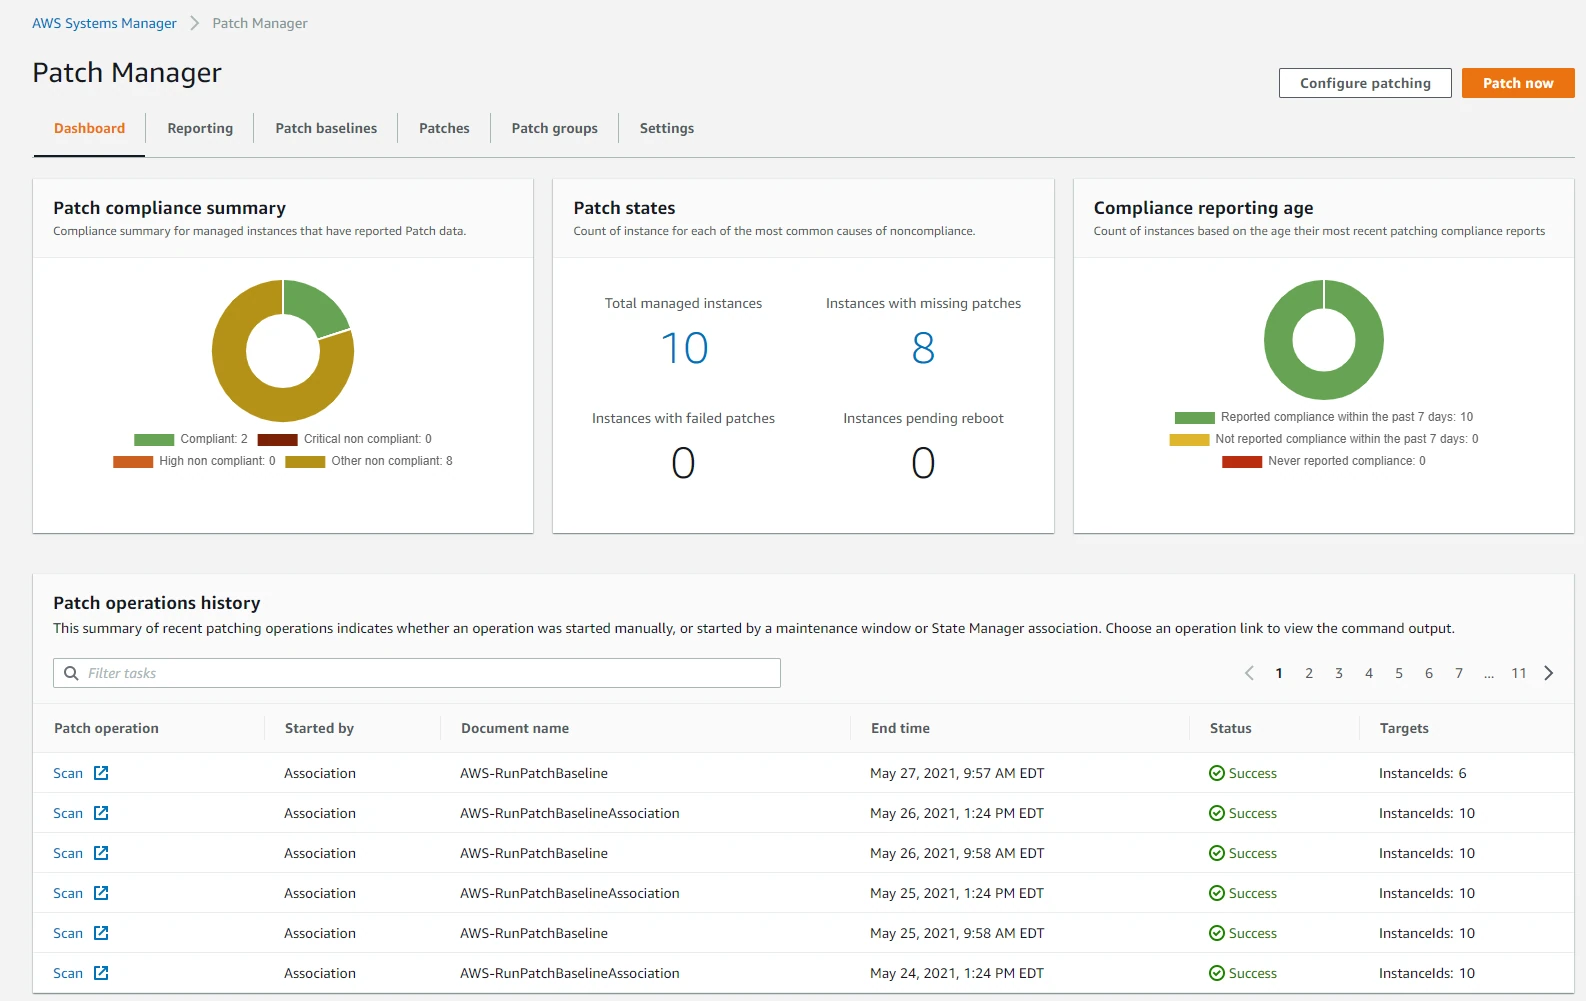 AWS Systems Manager > Patch Manager
Patch Manager
Configure patching
Patch now
Dashboard Reporting Patch baselines Patches Patch groups Settings
Patch compliance summary
Compliance summary for managed instances that have reported Patch data.
Compliant: 2 Critical non compliant: 0
High non compliant: 0 Other non compliant: 8
Patch states
Count of instance for each of the most common causes of noncompliance.
Total managed instances Instances with missing patches
10 8
Instances with failed patches Instances pending reboot
0 0
Compliance reporting age
Count of instances based on the age their most recent patching compliance reports
Reported compliance within the past 7 days: 10
Not reported compliance within the past 7 days: 0
Never reported compliance: 0
Patch operations history
This summary of recent patching operations indicates whether an operation was started manually, or started by a maintenance window or State Manager association. Choose an operation link to view the command output.
Filter tasks
1 2 3 4 5 6 7 ... 11
Patch operation Started by Document name End time Status Targets
Scan Association AWS-RunPatchBaseline May 27, 2021, 9:57 AM EDT Success InstanceIds: 6
Scan Association AWS-RunPatchBaselineAssociation May 26, 2021, 1:24 PM EDT Success InstanceIds: 10
Scan Association AWS-RunPatchBaseline May 26, 2021, 9:58 AM EDT Success InstanceIds: 10
Scan Association AWS-RunPatchBaselineAssociation May 25, 2021, 1:24 PM EDT Success InstanceIds: 10
Scan Association AWS-RunPatchBaseline May 25, 2021, 9:58 AM EDT Success InstanceIds: 10
Scan Association AWS-RunPatchBaselineAssociation May 24, 2021, 1:24 PM EDT Success InstanceIds: 10